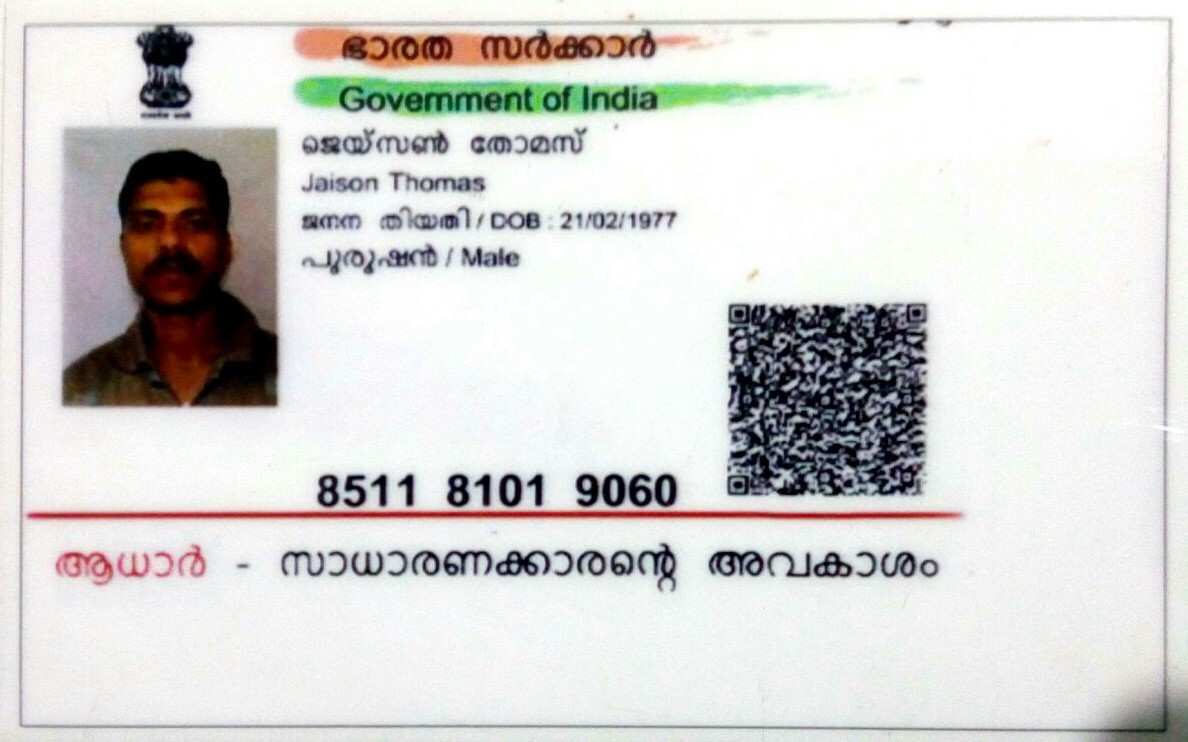 ഭാരത സർക്കാർ
Government of India
ജെയ്സൺ തോമസ്
Jaison Thomas
ജനന തിയതി / DOB : 21/02/1977
പുരുഷൻ / Male
8511 8101 9060
ആധാർ - സാധാരണക്കാരന്റെ അവകാശം